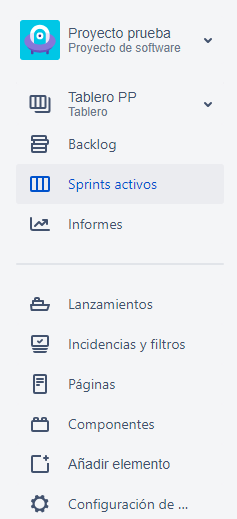 Proyecto prueba
Proyecto de software
Tablero PP
Tablero
Backlog
Sprints activos
Informes
Lanzamientos
Incidencias y filtros
Páginas
Componentes
Añadir elemento
Configuración de ...